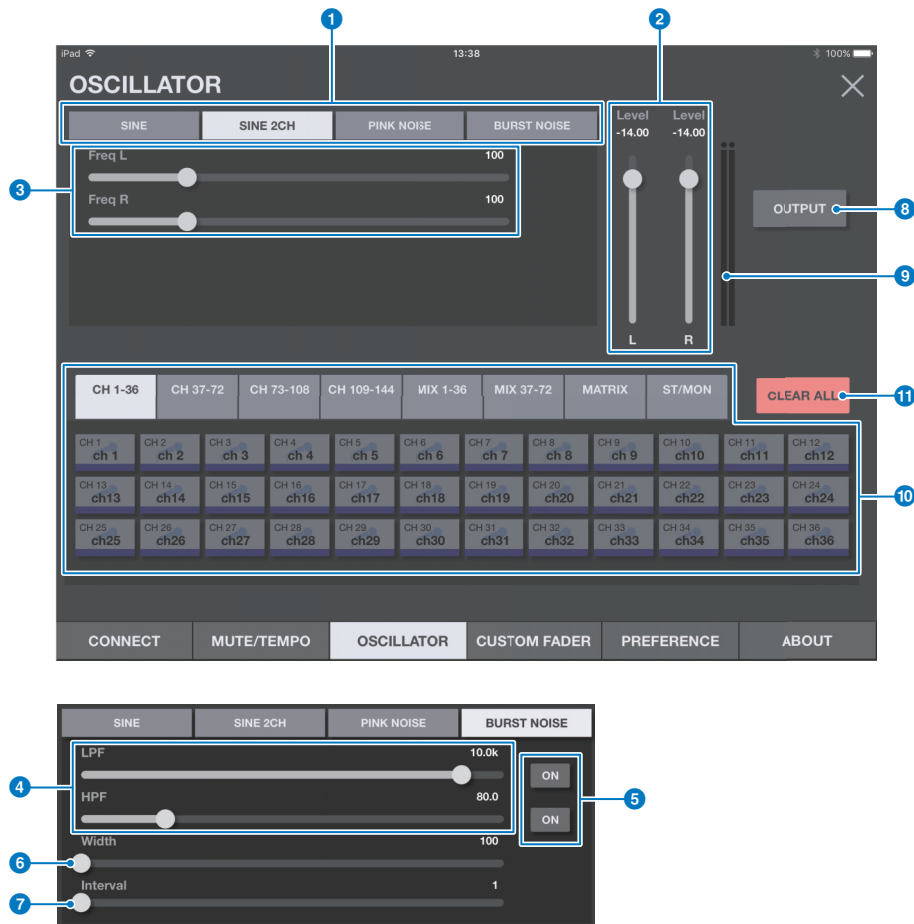 1 2
iPad 13:38 100%
OSCILLATOR
SINE SINE 2CH PINK NOISE BURST NOISE
Level Level
-14.00 -14.00
Freq L 100
3
Freq R 100
OUTPUT 8
9
L R
CH 1-36 CH 37-72 CH 73-108 CH 109-144 MIX 1-36 MIX 37-72 MATRIX ST/MON
CLEAR ALL 11
CH 1 CH 2 CH 3 CH 4 CH 5 CH 6 CH 7 CH 8 CH 9 CH 10 CH 11 CH 12
ch 1 ch 2 ch 3 ch 4 ch 5 ch 6 ch 7 ch 8 ch 9 ch10 ch11 ch12
CH 13 CH 14 CH 15 CH 16 CH 17 CH 18 CH 19 CH 20 CH 21 CH 22 CH 23 CH 24
ch13 ch14 ch15 ch16 ch17 ch18 ch19 ch20 ch21 ch22 ch23 ch24
10
CH 25 CH 26 CH 27 CH 28 CH 29 CH 30 CH 31 CH 32 CH 33 CH 34 CH 35 CH 36
ch25 ch26 ch27 ch28 ch29 ch30 ch31 ch32 ch33 ch34 ch35 ch36
CONNECT MUTE/TEMPO OSCILLATOR CUSTOM FADER PREFERENCE ABOUT
SINE SINE 2CH PINK NOISE BURST NOISE
LPF 10.0k
ON
4
HPF 80.0
5
ON
Width 100
6
Interval 1
7